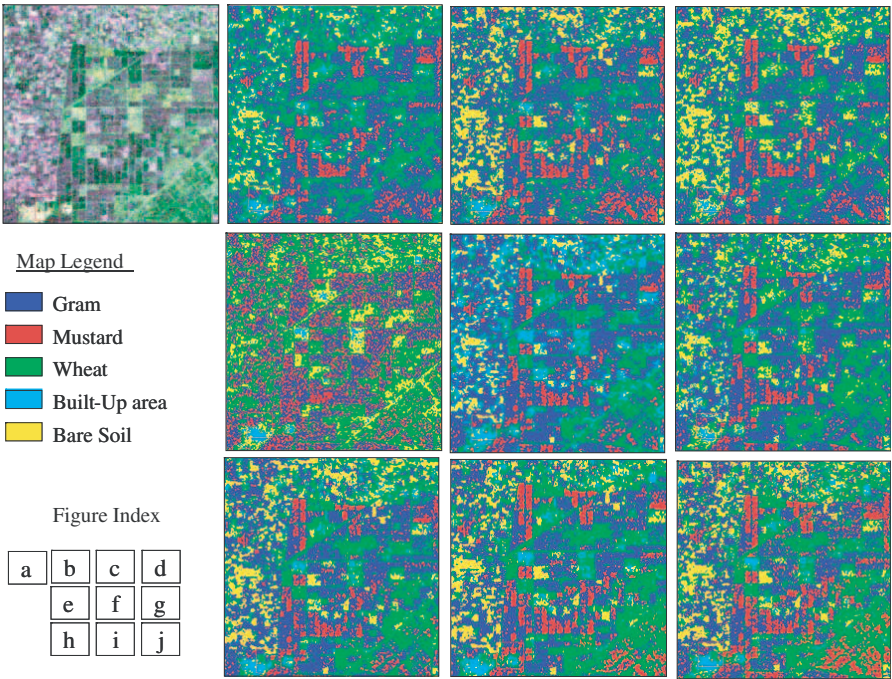 Map Legend
Gram
Mustard
Wheat
Built-Up area
Bare Soil
Figure Index
a b c d
e f g
h i j